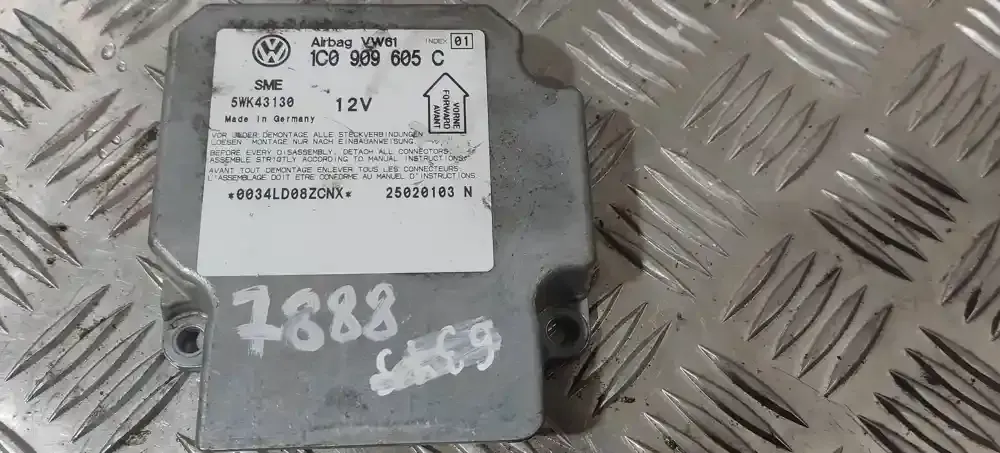 Airbag VW61 INDEX 01
1C0 909 605 C
SME
5WK43130 12V
Made in Germany
VORNE
FORWARD
AVANT
VOR JEDER DEMONTAGE ALLE STECKVERBINDUNGEN
LOESEN. MONTAGE NUR NACH EINBAUANWEISUNG.
BEFORE EVERY DISASSEMBLY, DETACH ALL CONNECTORS.
ASSEMBLE STRICTLY ACCORDING TO MANUAL INSTRUCTIONS.
AVANT TOUT DEMONTAGE ENLEVER TOUS LES CONNECTEURS
L'ASSEMBLAGE DOIT ETRE CONFORME AU MANUEL D'INSTRUCTIONS
*0034LD08ZCNX* 25020103 N
1888